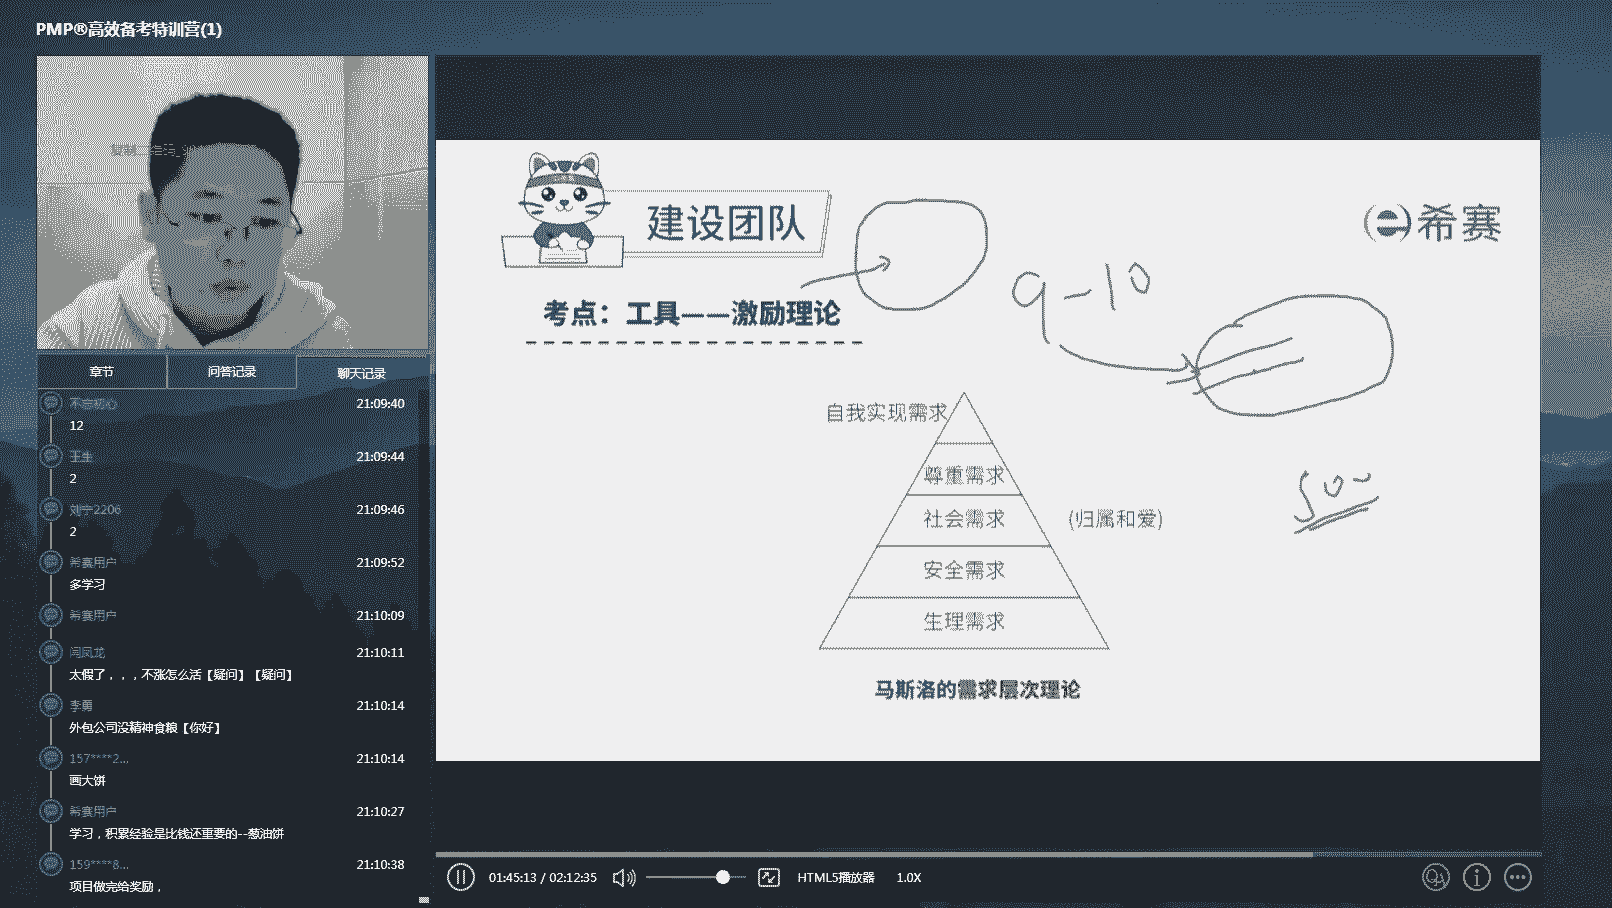 PMP®高效备考特训营(1)
章节
问答记录
聊天记录
不忘初心
21:09:40
12
王生
21:09:44
2
刘宁2206
21:09:46
2
希赛用户
21:09:52
多学习
希赛用户
21:10:09
闫凤龙
21:10:11
太假了，，，不涨怎么活【疑问】【疑问】
李勇
21:10:14
外包公司没精神食粮【你好】
157****2...
21:10:14
画大饼
希赛用户
21:10:27
学习，积累经验是比钱还重要的--葱油饼
159****8...
21:10:38
项目做完给奖励，
建设团队
希赛
考点：工具——激励理论
9-10
自我实现需求
尊重需求
社会需求
(归属和爱)
安全需求
生理需求
马斯洛的需求层次理论
500
01:45:13 / 02:12:35
HTML5播放器
1.0X